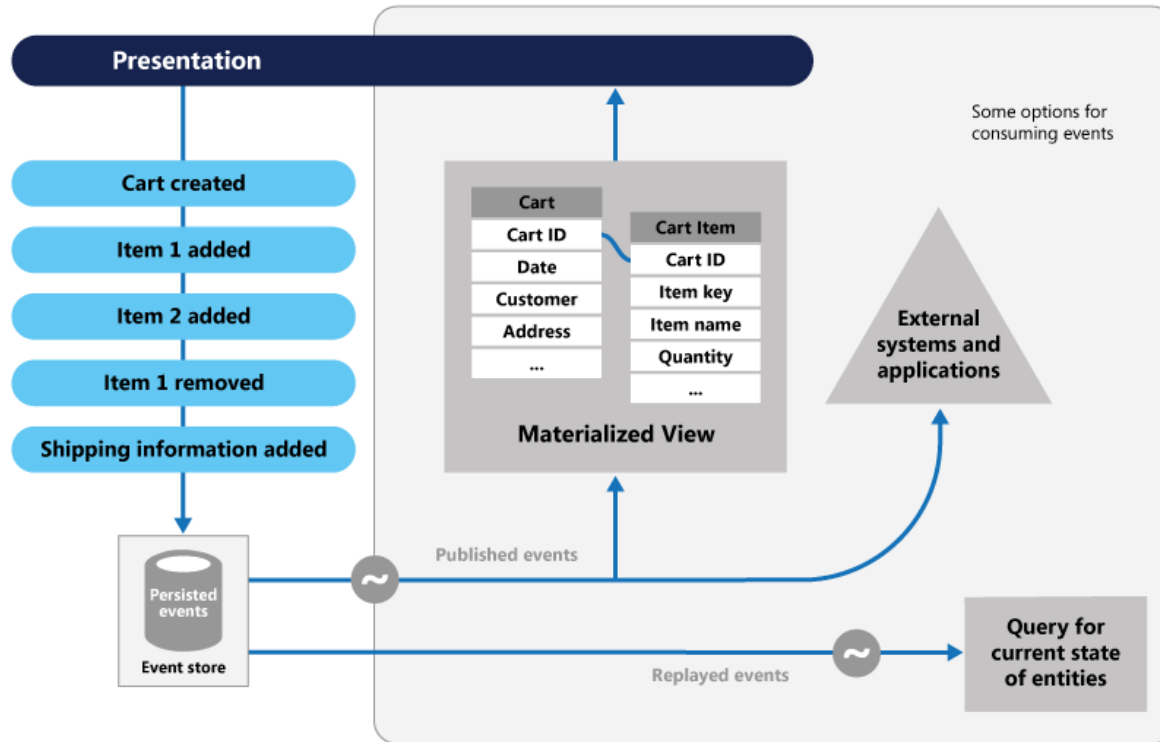 Presentation
Some options for
consuming events
Cart created
Item 1 added
Item 2 added
Item 1 removed
Shipping information added
Cart
Cart ID
Date
Customer
Address
...
Cart Item
Cart ID
Item key
Item name
Quantity
...
Materialized View
External
systems and
applications
Published events
Persisted
events
Event store
Replayed events
Query for
current state
of entities